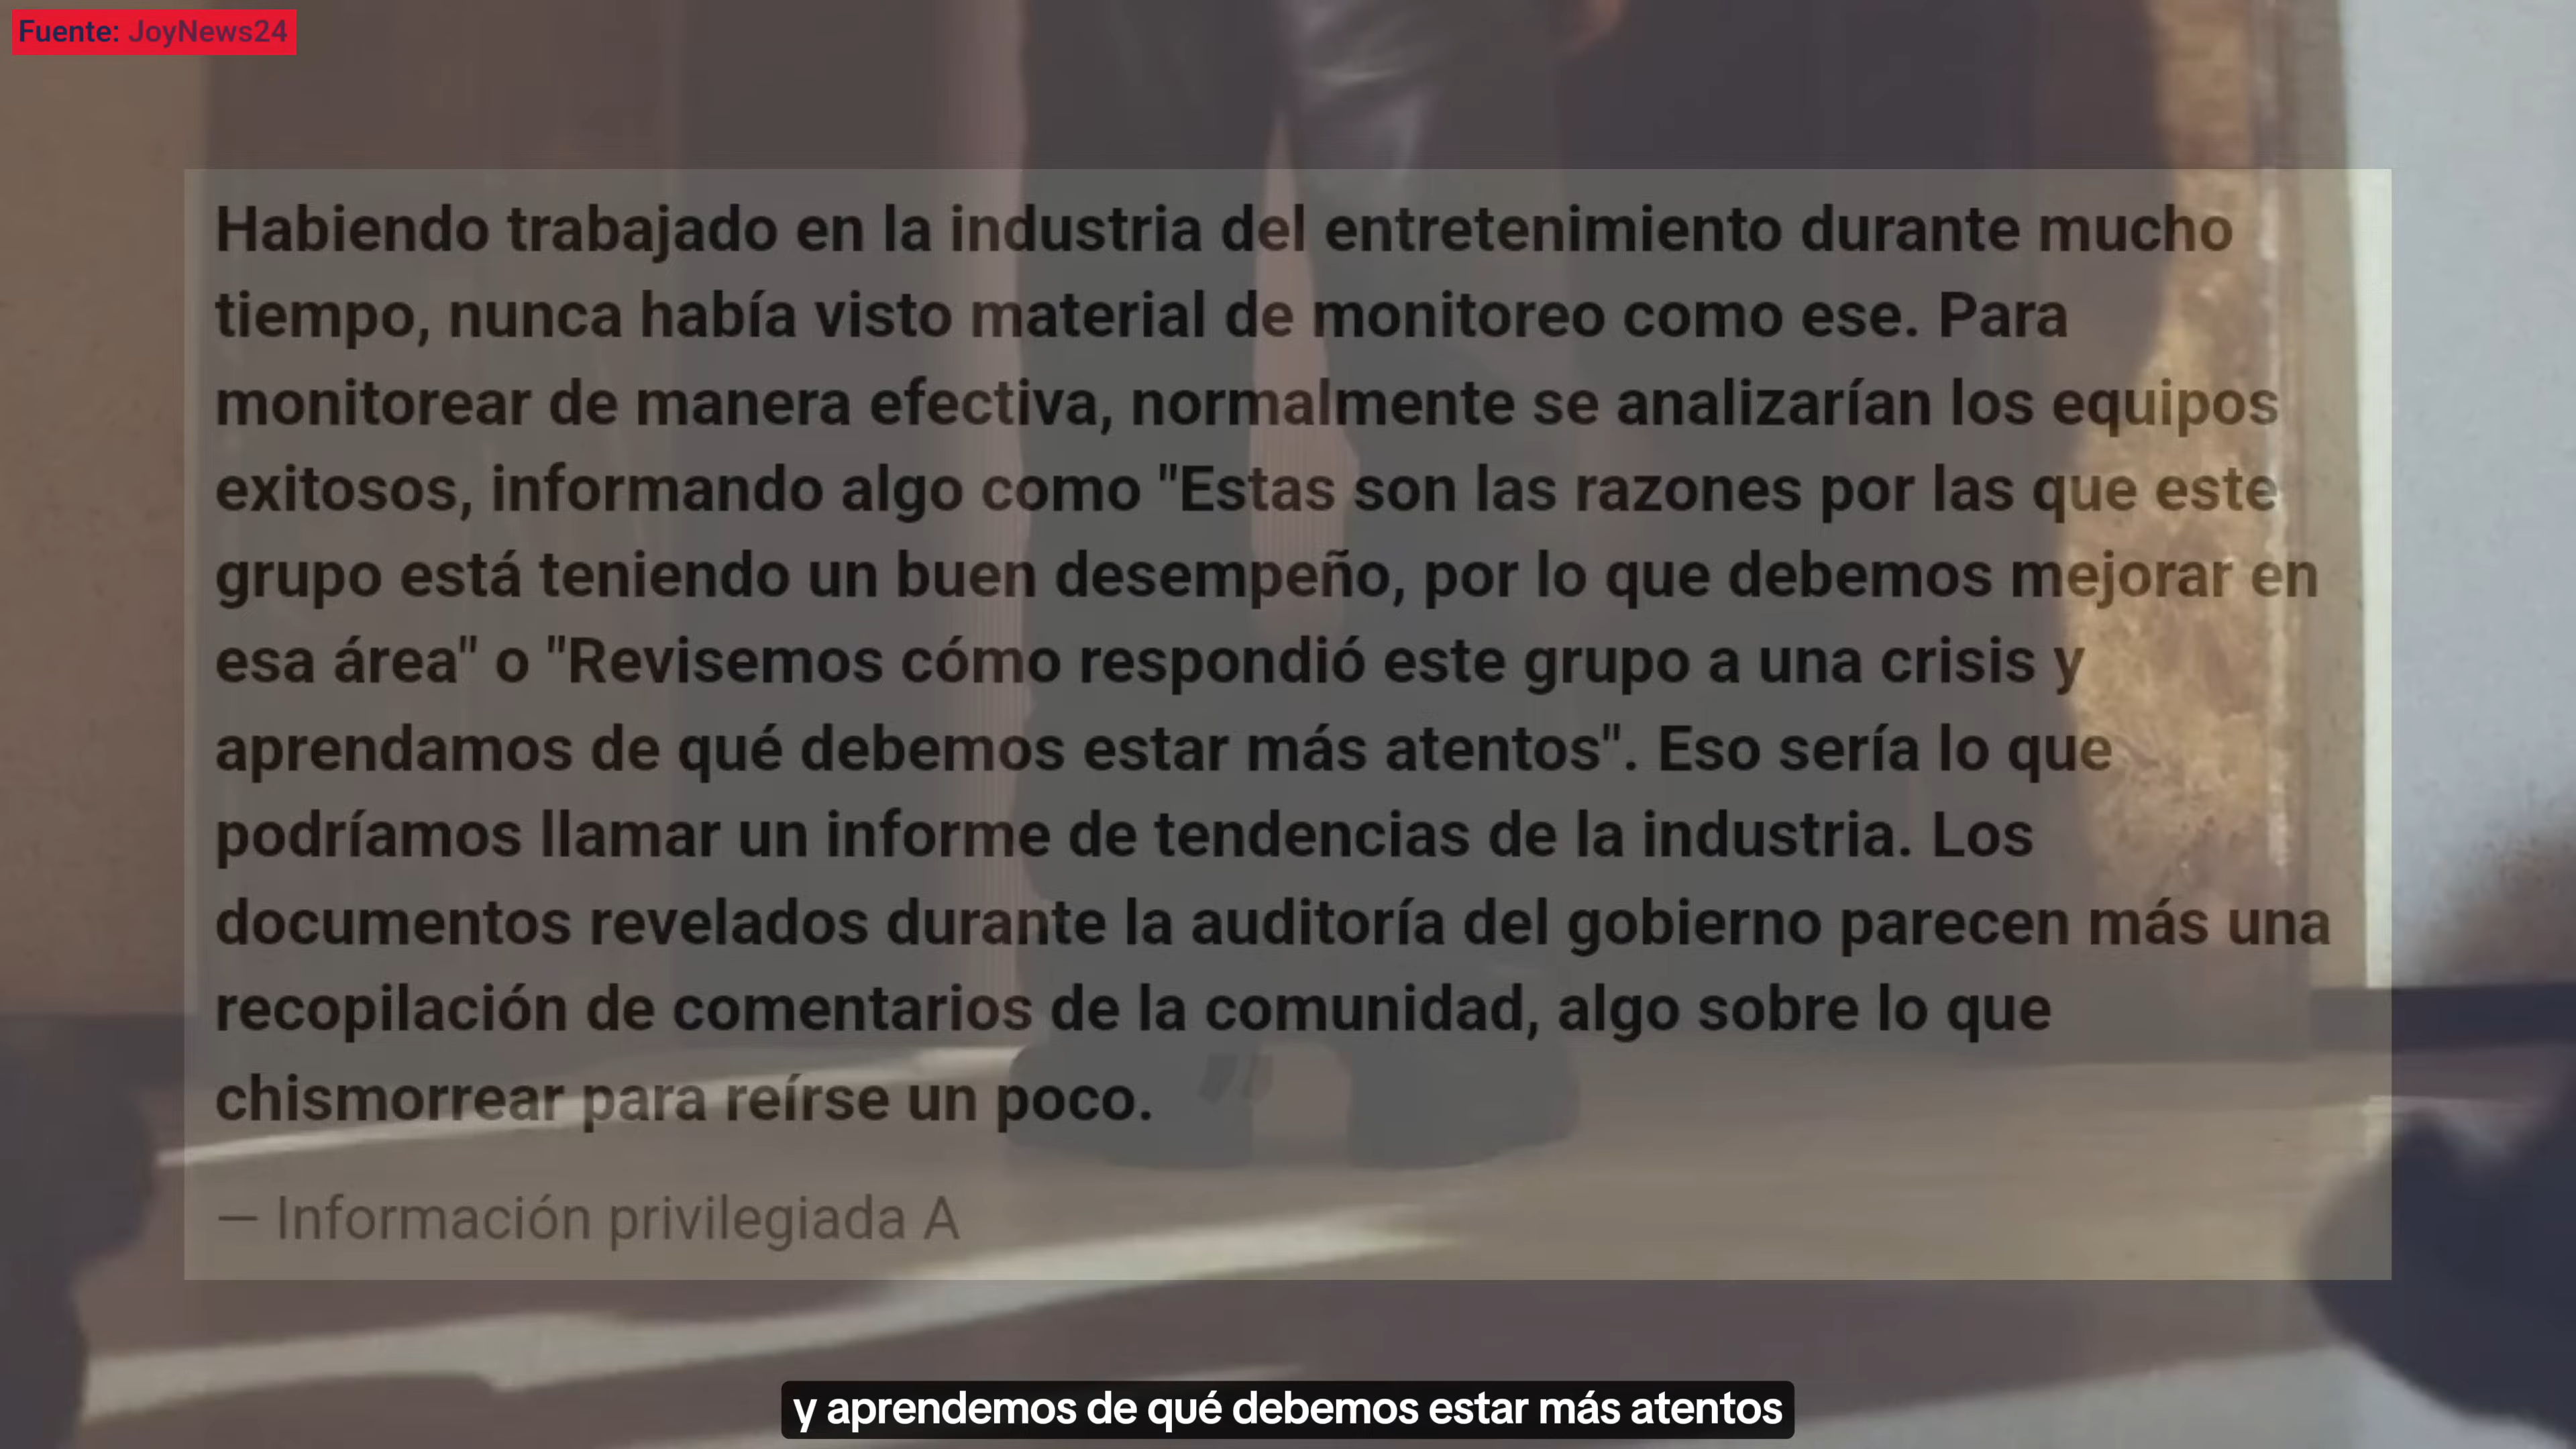 Fuente: JoyNews24
Habiendo trabajado en la industria del entretenimiento durante mucho
tiempo, nunca había visto material de monitoreo como ese. Para
monitorear de manera efectiva, normalmente se analizarían los equipos
exitosos, informando algo como "Estas son las razones por las que este
grupo está teniendo un buen desempeño, por lo que debemos mejorar en
esa área" o "Revisemos cómo respondió este grupo a una crisis y
aprendamos de qué debemos estar más atentos". Eso sería lo que
podríamos llamar un informe de tendencias de la industria. Los
documentos revelados durante la auditoría del gobierno parecen más una
recopilación de comentarios de la comunidad, algo sobre lo que
chismorrear para reírse un poco.
— Información privilegiada A
y aprendemos de qué debemos estar más atentos